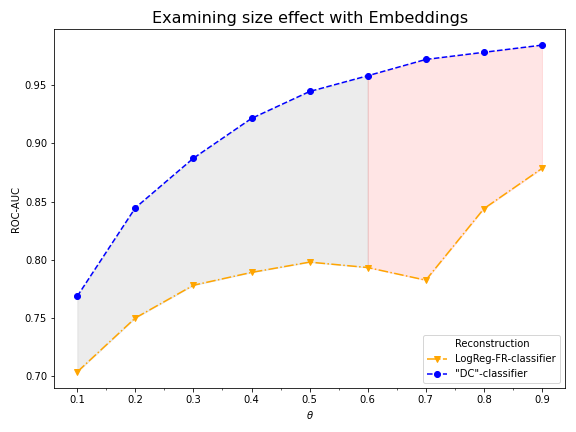 Examining size effect with Embeddings
ROC-AUC
0.95
0.90
0.85
0.80
0.75
0.70
0.1 0.2 0.3 0.4 0.5 0.6 0.7 0.8 0.9
θ
Reconstruction
LogReg-FR-classifier
"DC"-classifier